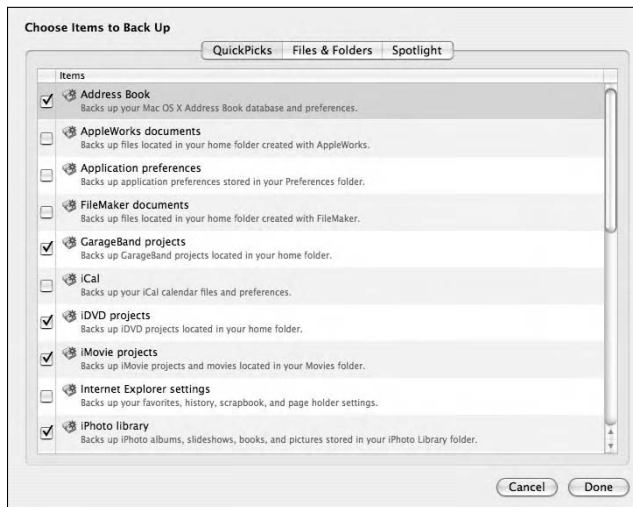 Choose Items to Back Up
QuickPicks Files & Folders Spotlight
Items
Address Book
Backs up your Mac OS X Address Book database and preferences.
AppleWorks documents
Backs up files located in your home folder created with AppleWorks.
Application preferences
Backs up application preferences stored in your Preferences folder.
FileMaker documents
Backs up files located in your home folder created with FileMaker.
GarageBand projects
Backs up GarageBand projects located in your home folder.
iCal
Backs up your iCal calendar files and preferences.
iDVD projects
Backs up iDVD projects located in your home folder.
iMovie projects
Backs up iMovie projects and movies located in your Movies folder.
Internet Explorer settings
Backs up your favorites, history, scrapbook, and page holder settings.
iPhoto library
Backs up iPhoto albums, slideshows, books, and pictures stored in your iPhoto Library folder.
Cancel Done